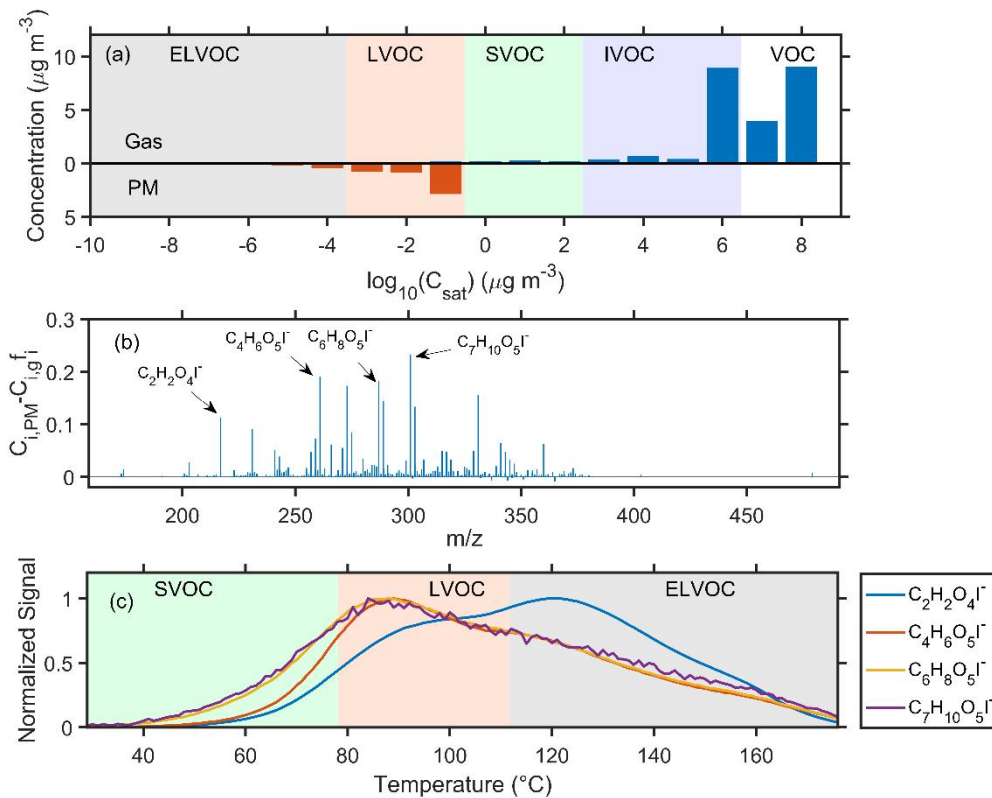 (a)
ELVOC LVOC SVOC IVOC VOC
Gas
PM
Concentration (μg m⁻³)
10
5
0
5
-10 -8 -6 -4 -2 0 2 4 6 8
log₁₀(Cₛₐₜ) (μg m⁻³)
(b)
C₂H₂O₄I⁻
C₄H₆O₅I⁻
C₆H₈O₅I⁻
C₇H₁₀O₅I⁻
C_{i,PM}-C_{i,g}f_i
0.3
0.2
0.1
0
200 250 300 350 400 450
m/z
(c)
SVOC LVOC ELVOC
Normalized Signal
1
0.5
0
40 60 80 100 120 140 160
Temperature (°C)
C₂H₂O₄I⁻
C₄H₆O₅I⁻
C₆H₈O₅I⁻
C₇H₁₀O₅I⁻